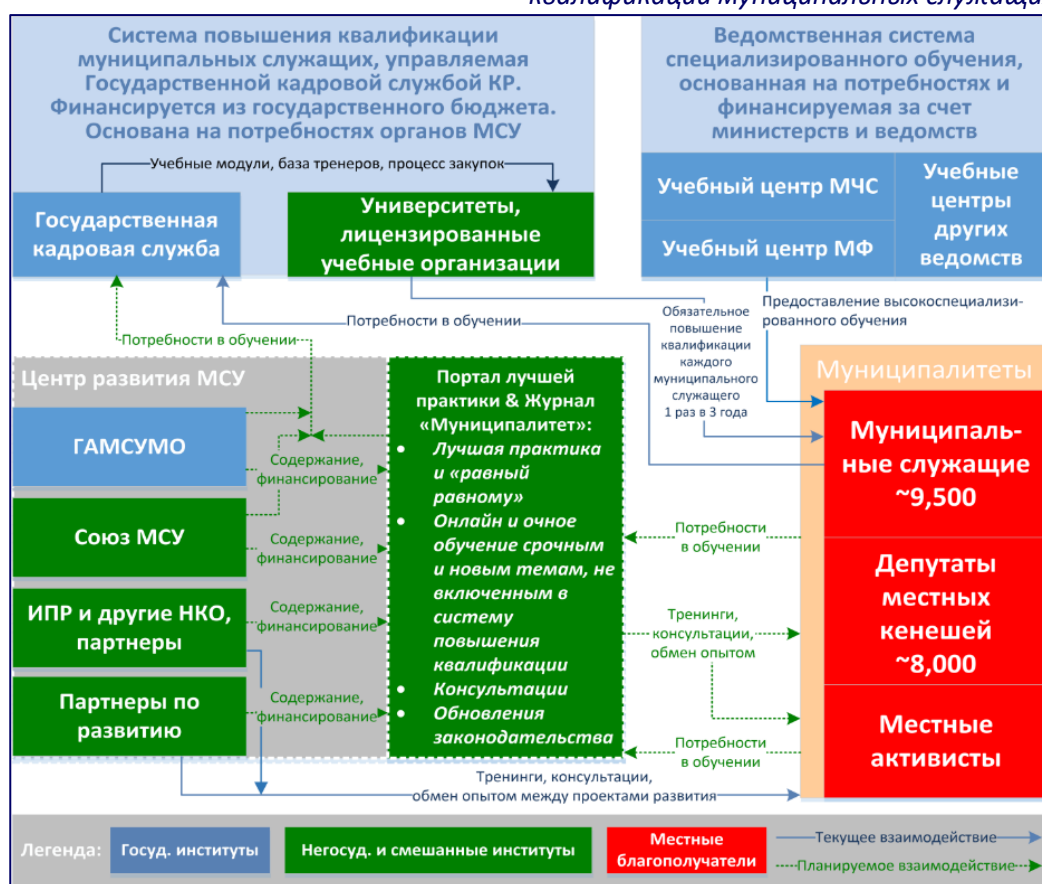 квалификации муниципальных служащи
Система повышения квалификации
муниципальных служащих, управляемая
Государственной кадровой службой КР.
Финансируется из государственного бюджета.
Основана на потребностях органов МСУ
Ведомственная система
специализированного обучения,
основанная на потребностях и
финансируемая за счет
министерств и ведомств
Учебные модули, база тренеров, процесс закупок
Государственная
кадровая служба
Университеты,
лицензированные
учебные организации
Учебный центр МЧС
Учебный центр МФ
Учебные
центры
других
ведомств
Потребности в обучении
Потребности в обучении
Обязательное
повышение
квалификации
каждого
муниципального
служащего
1 раз в 3 года
Предоставление высокоспециализи-
рованного обучения
Центр развития МСУ
ГАМСУМО
Союз МСУ
ИПР и другие НКО,
партнеры
Партнеры по
развитию
Содержание,
финансирование
Содержание,
финансирование
Содержание,
финансирование
Содержание,
финансирование
Портал лучшей
практики & Журнал
«Муниципалитет»:
• Лучшая практика
и «равный
равному»
• Онлайн и очное
обучение срочным
и новым темам, не
включенным в
систему
повышения
квалификации
• Консультации
• Обновления
законодательства
Потребности
в обучении
Тренинги,
консультации,
обмен опытом
Потребности
в обучении
Муниципалитеты
Муниципаль-
ные служащие
~9,500
Депутаты
местных
кенешей
~8,000
Местные
активисты
Тренинги, консультации,
обмен опытом между проектами развития
Легенда:
Госуд. институты
Негосуд. и смешанные институты
Местные
благополучатели
Текущее взаимодействие
Планируемое взаимодействие